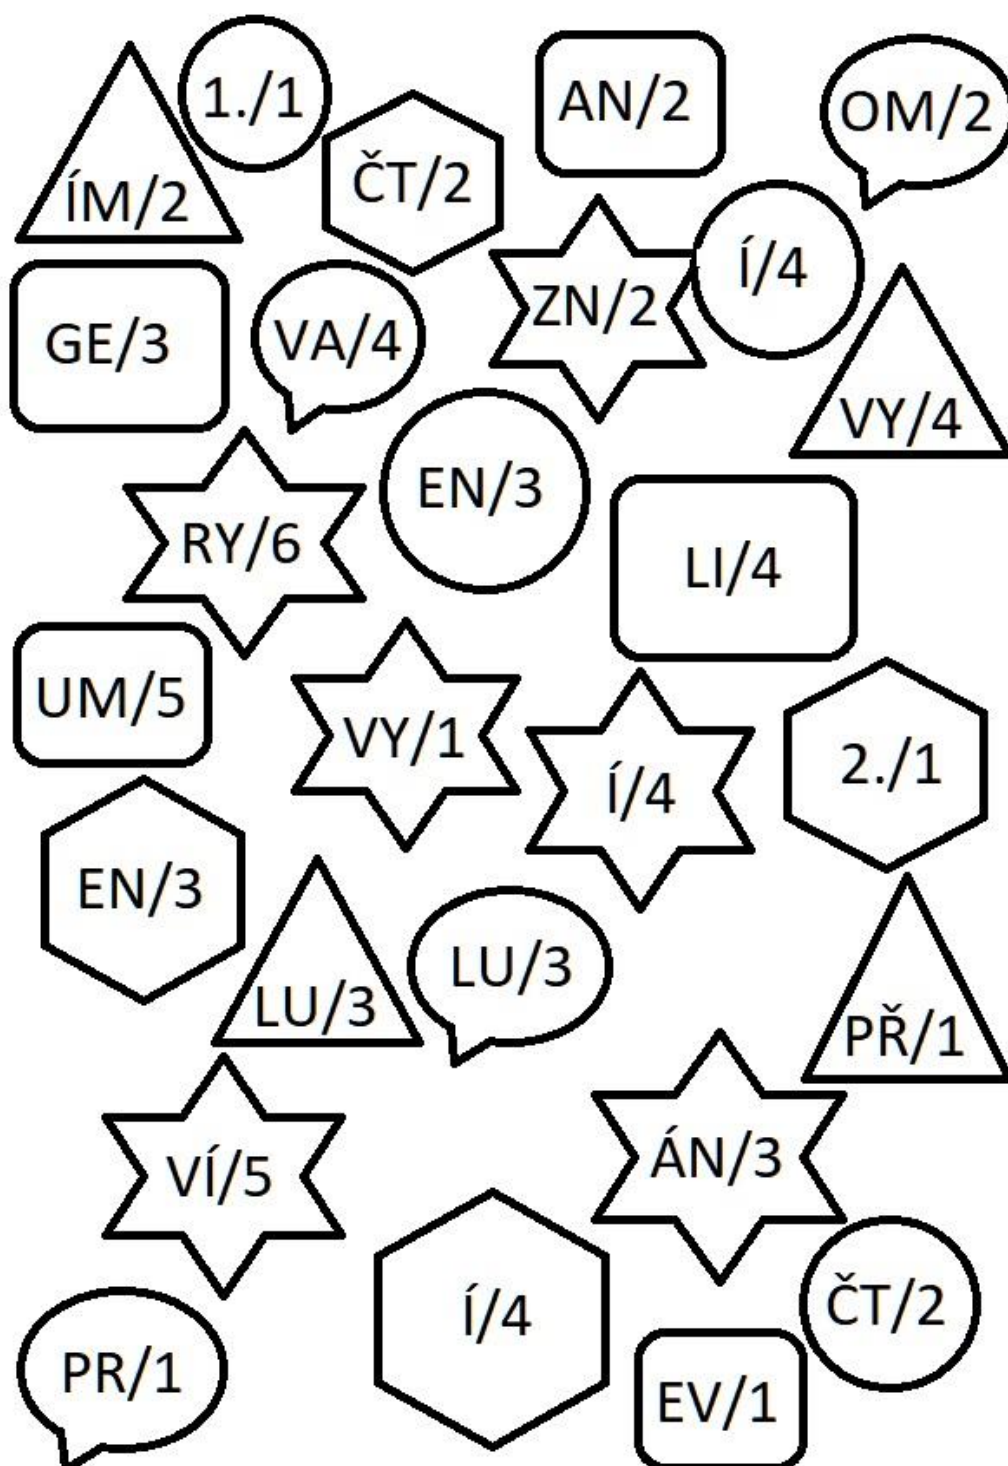 1./1
AN/2
OM/2
ÍM/2
ČT/2
Í/4
GE/3
VA/4
ZN/2
VY/4
EN/3
RY/6
LI/4
UM/5
VY/1
Í/4
2./1
EN/3
LU/3
LU/3
PŘ/1
VÍ/5
ÁN/3
Í/4
ČT/2
PR/1
EV/1